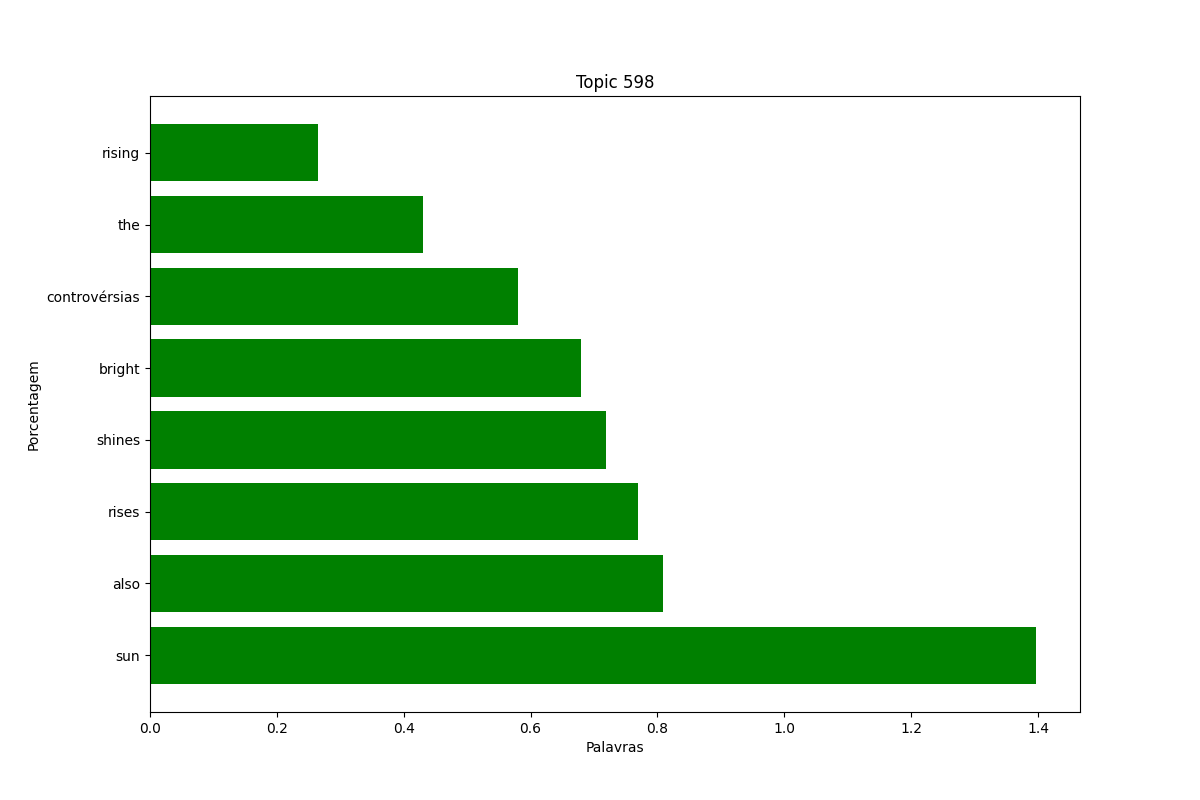 Topic 598
rising
the
controvérsias
bright
shines
rises
also
sun
Porcentagem
0.0 0.2 0.4 0.6 0.8 1.0 1.2 1.4
Palavras